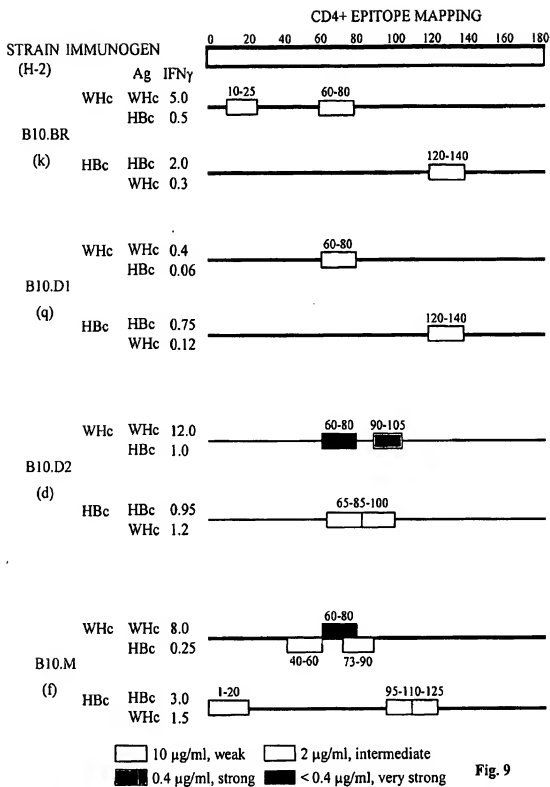 CD4+ EPITOPE MAPPING
STRAIN IMMUNOGEN
(H-2)
0 20 40 60 80 100 120 140 180
Ag IFNγ
WHc WHc 5.0 10-25 60-80
HBc 0.5
B10.BR
(k)
HBc HBc 2.0 120-140
WHc 0.3
WHc WHc 0.4 60-80
HBc 0.06
B10.D1
(q)
HBc HBc 0.75 120-140
WHc 0.12
WHc WHc 12.0 60-80 90-105
HBc 1.0
B10.D2
(d)
HBc HBc 0.95 65-85-100
WHc 1.2
60-80
WHc WHc 8.0
HBc 0.25
40-60 73-90
B10.M
(f)
HBc HBc 3.0 1-20 95-110-125
WHc 1.5
10 µg/ml, weak 2 µg/ml, intermediate
0.4 µg/ml, strong < 0.4 µg/ml, very strong
Fig. 9